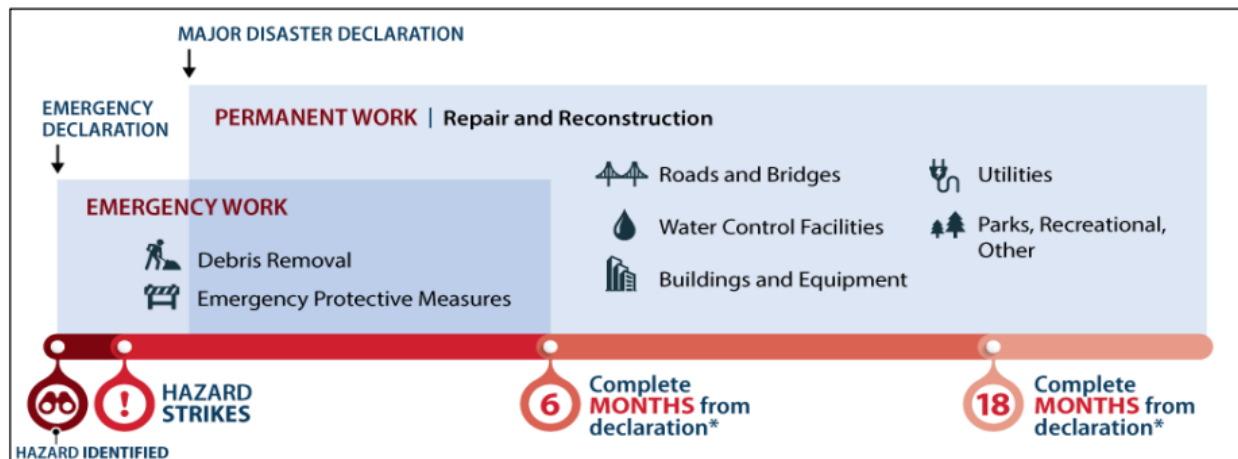 MAJOR DISASTER DECLARATION
EMERGENCY
DECLARATION
PERMANENT WORK | Repair and Reconstruction
Roads and Bridges
Utilities
Water Control Facilities
Parks, Recreational,
Other
Buildings and Equipment
EMERGENCY WORK
Debris Removal
Emergency Protective Measures
!
HAZARD
STRIKES
6
Complete
MONTHS from
declaration*
18
Complete
MONTHS from
declaration*
HAZARD IDENTIFIED